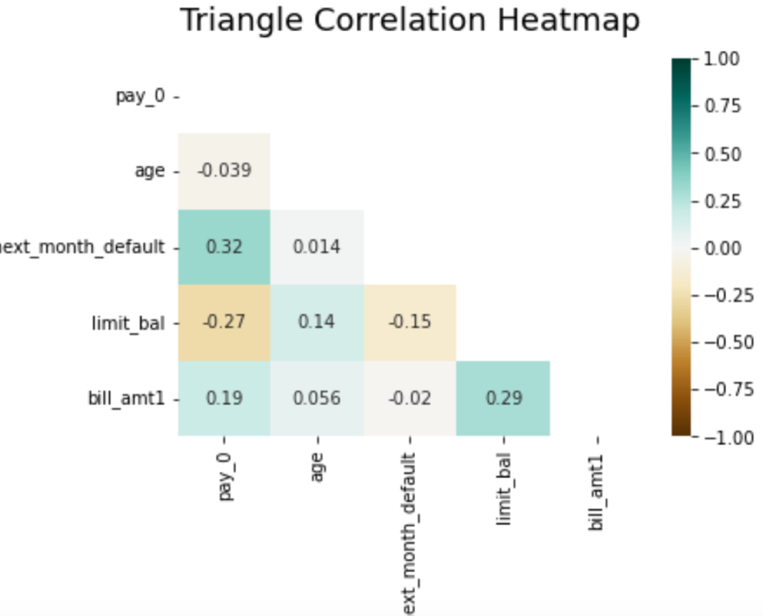 Triangle Correlation Heatmap
1.00
pay_0
0.75
age -0.039
0.50
0.25
ext_month_default 0.32 0.014
0.00
-0.25
limit_bal -0.27 0.14 -0.15
-0.50
-0.75
bill_amt1 0.19 0.056 -0.02 0.29
-1.00
pay_0
age
ext_month_default
limit_bal
bill_amt1